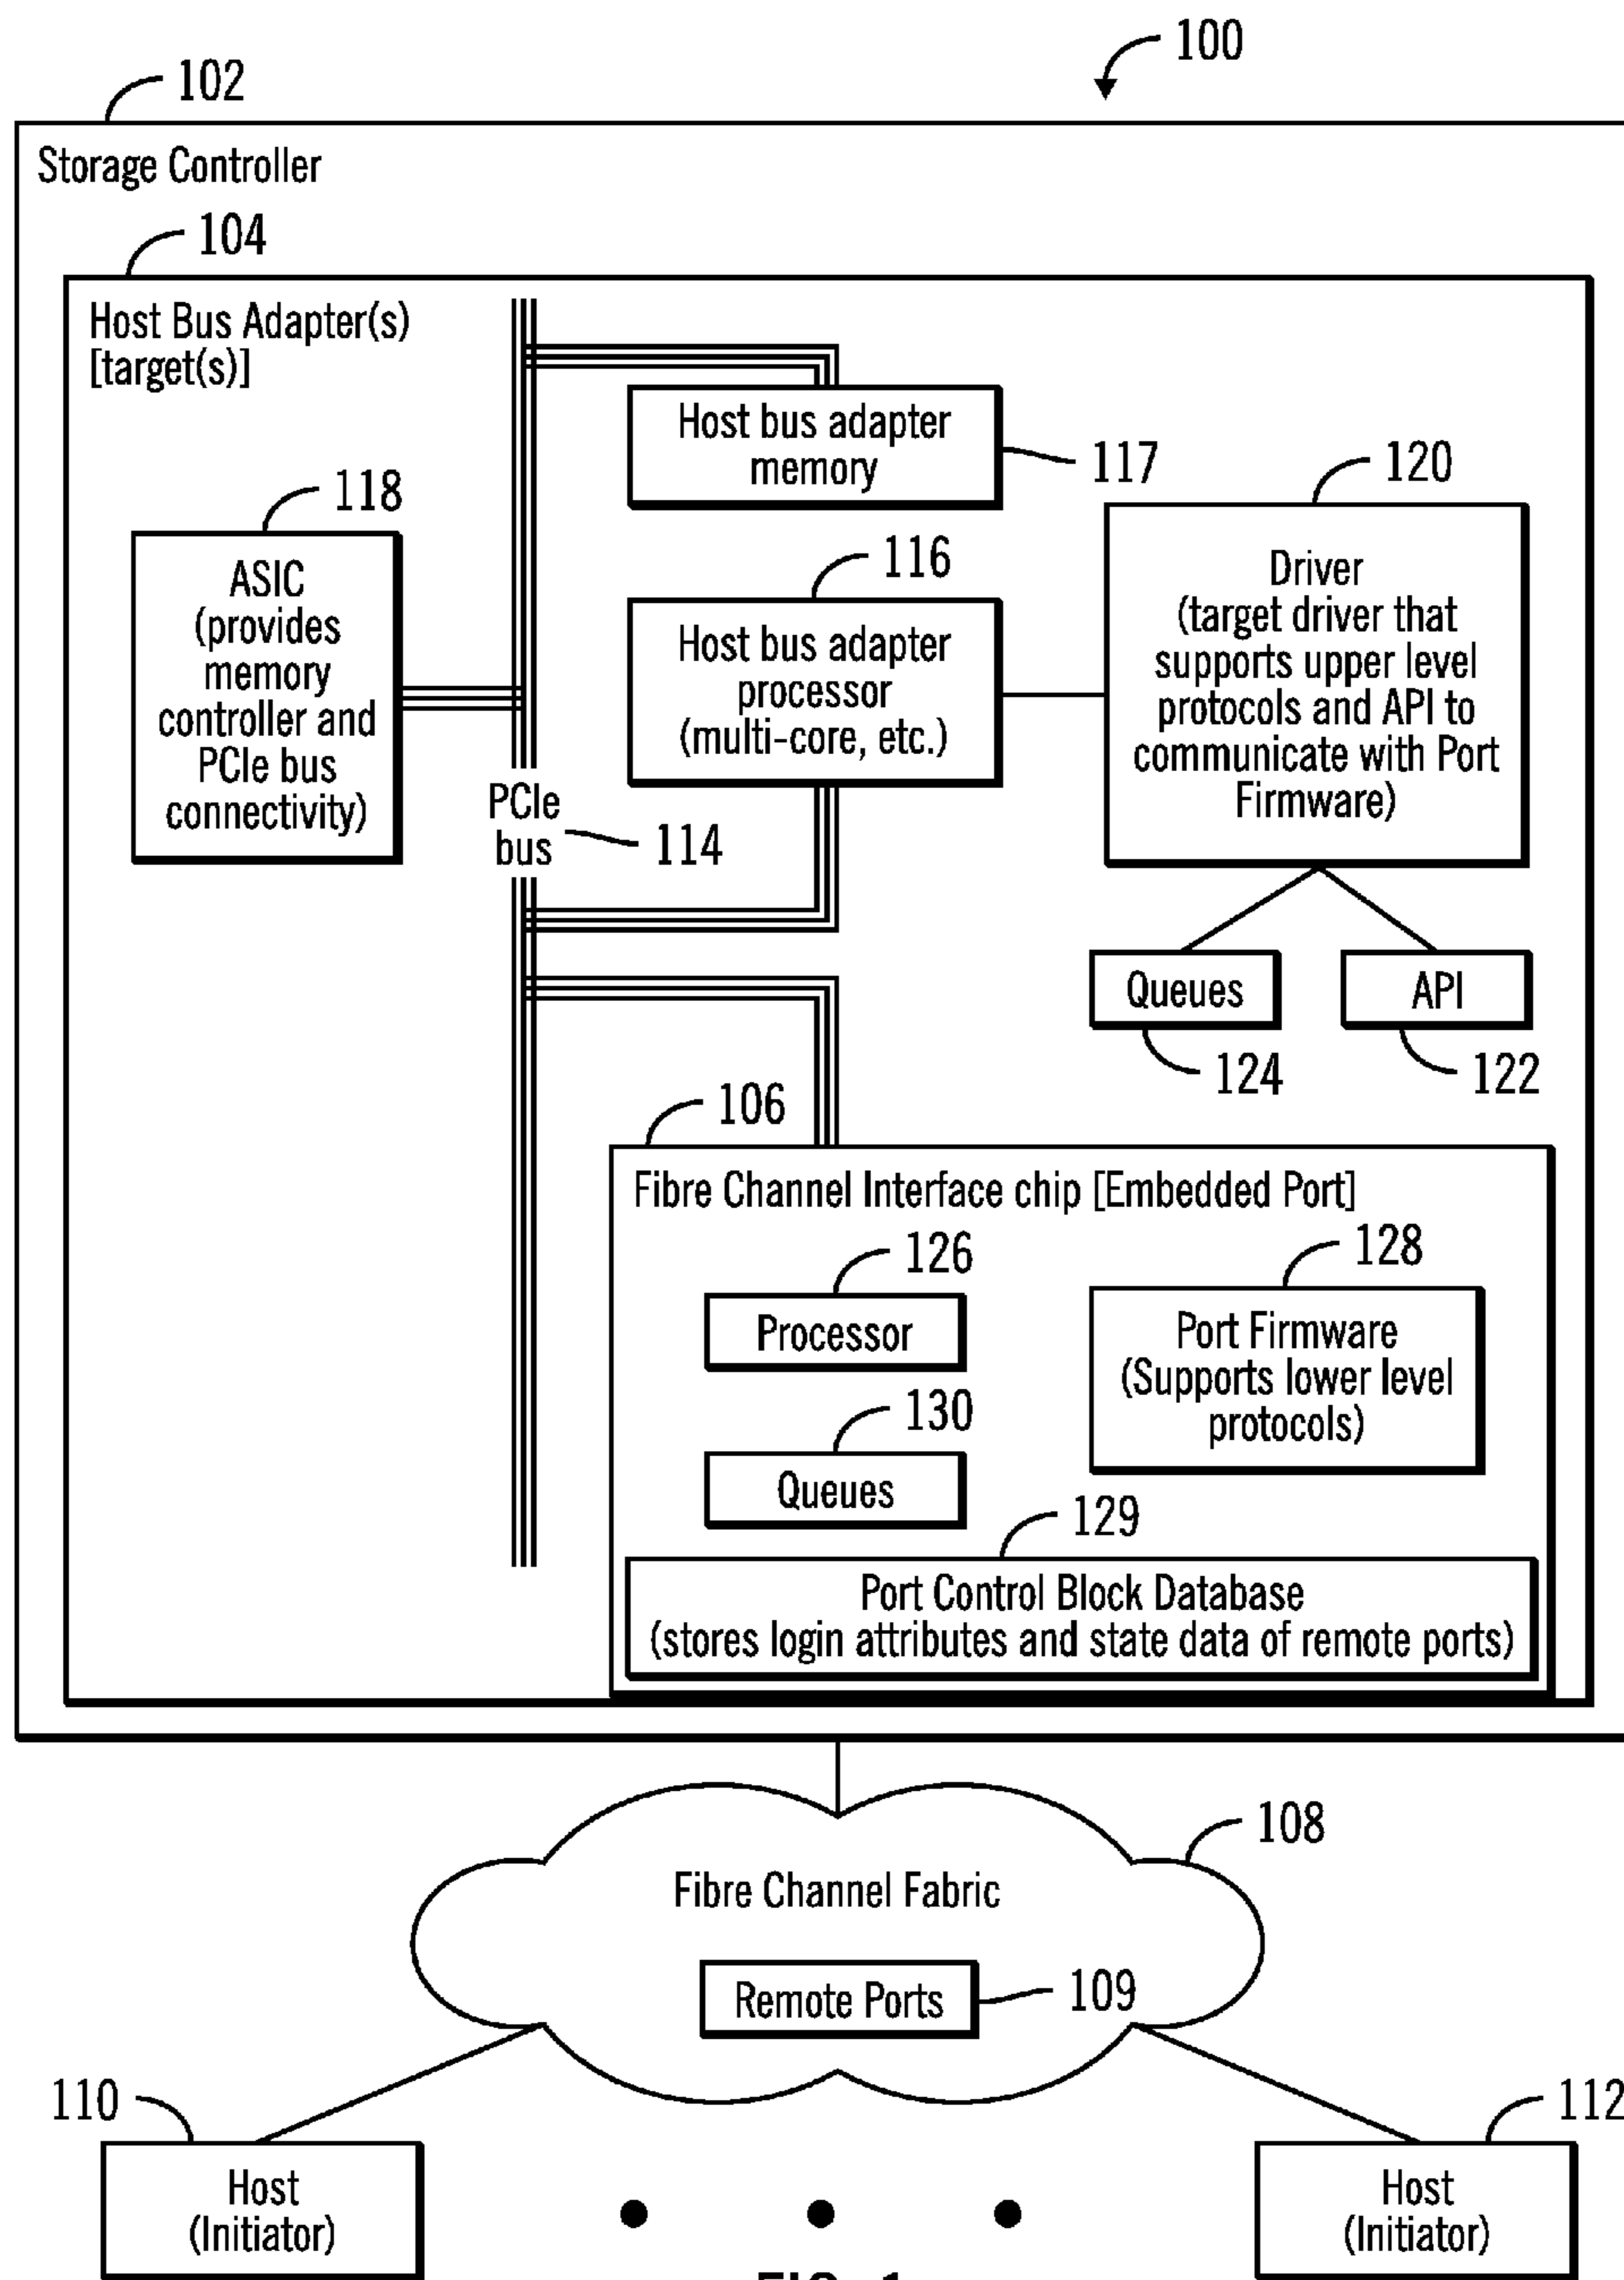 100
102
Storage Controller
104
Host Bus Adapter(s)
[target(s)]
Host bus adapter
memory
117
118
ASIC
(provides
memory
controller and
PCIe bus
connectivity)
116
Host bus adapter
processor
(multi-core, etc.)
120
Driver
(target driver that
supports upper level
protocols and API to
communicate with Port
Firmware)
PCIe
bus
114
Queues
API
124
122
106
Fibre Channel Interface chip [Embedded Port]
126
Processor
128
Port Firmware
(Supports lower level
protocols)
130
Queues
129
Port Control Block Database
(stores login attributes and state data of remote ports)
108
Fibre Channel Fabric
Remote Ports
109
110
Host
(Initiator)
112
Host
(Initiator)
FIG. 1